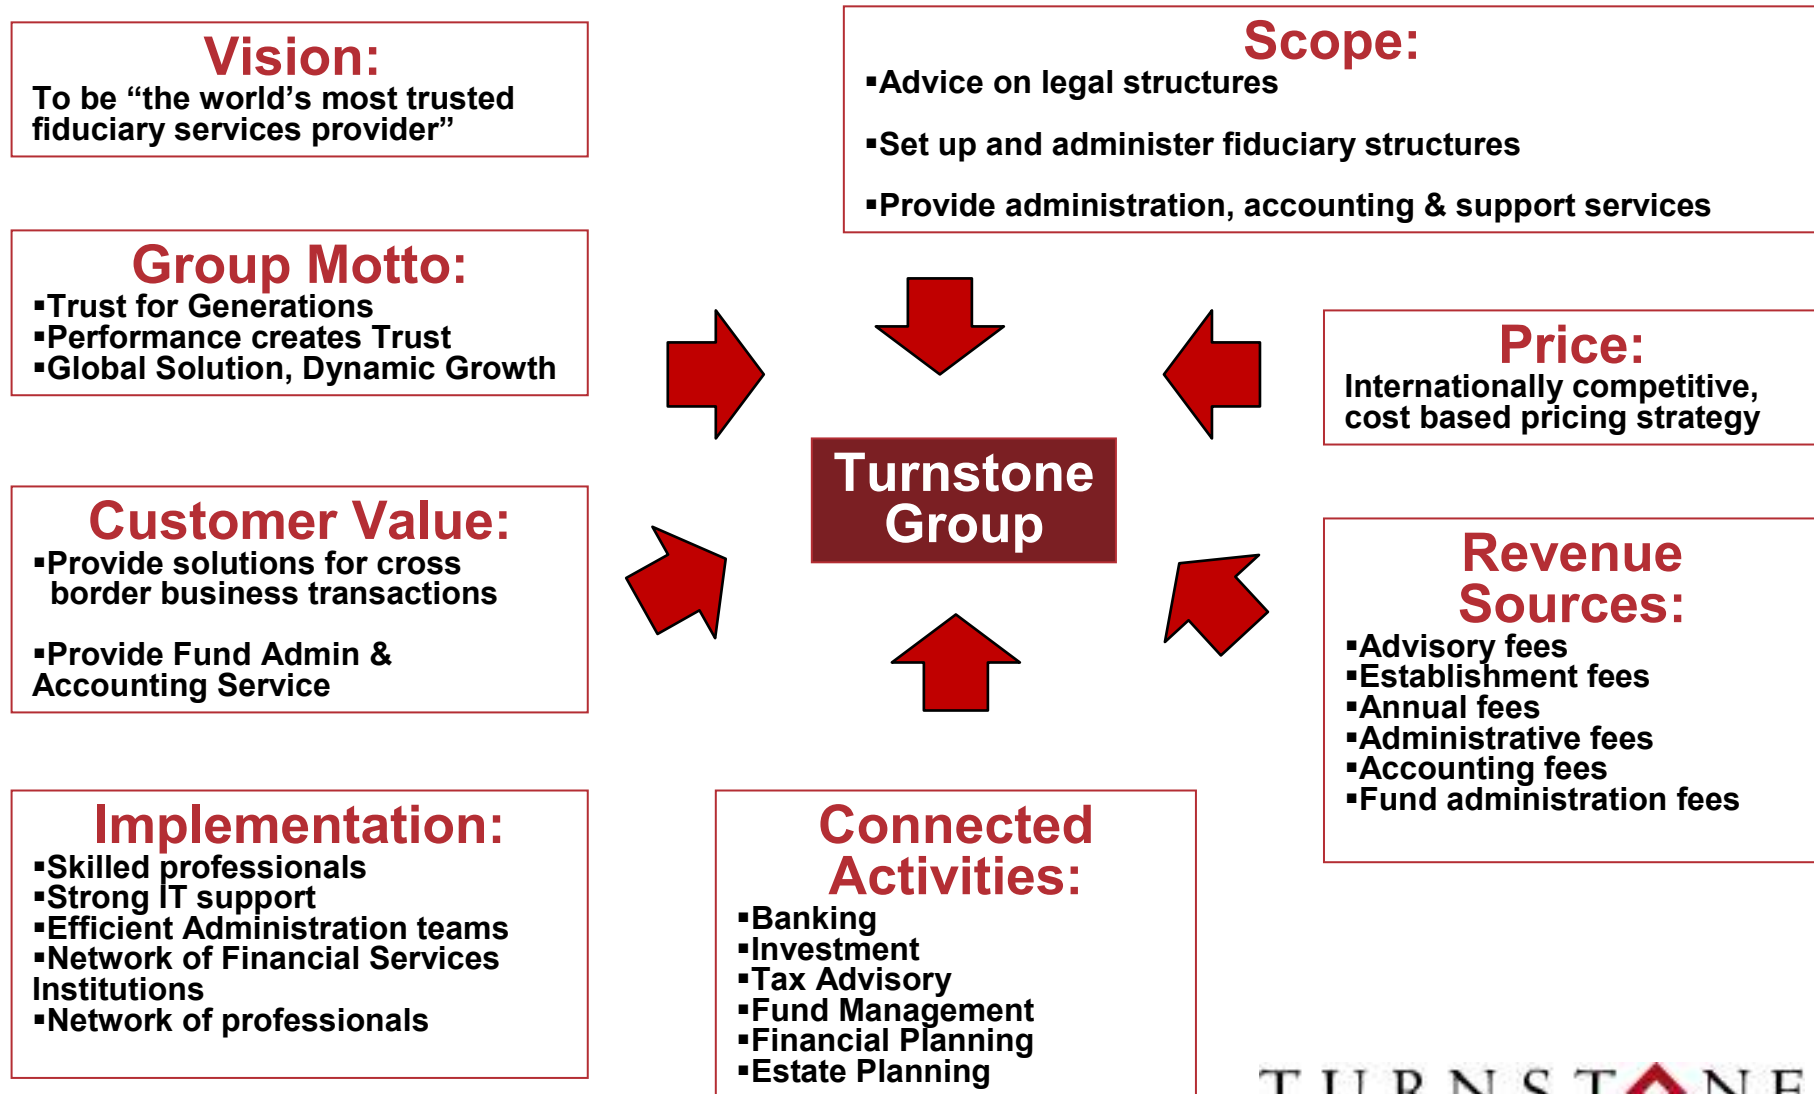 Vision:
To be “the world’s most trusted
fiduciary services provider”
Scope:
▪Advice on legal structures
▪Set up and administer fiduciary structures
▪Provide administration, accounting & support services
Group Motto:
▪Trust for Generations
▪Performance creates Trust
▪Global Solution, Dynamic Growth
Price:
Internationally competitive,
cost based pricing strategy
Turnstone
Group
Customer Value:
▪Provide solutions for cross
border business transactions
▪Provide Fund Admin &
Accounting Service
Revenue
Sources:
▪Advisory fees
▪Establishment fees
▪Annual fees
▪Administrative fees
▪Accounting fees
▪Fund administration fees
Implementation:
▪Skilled professionals
▪Strong IT support
▪Efficient Administration teams
▪Network of Financial Services
Institutions
▪Network of professionals
Connected
Activities:
▪Banking
▪Investment
▪Tax Advisory
▪Fund Management
▪Financial Planning
▪Estate Planning
TURNSTONE